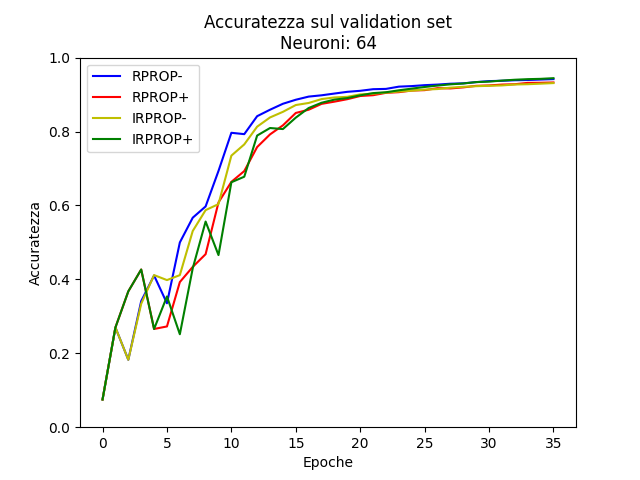 Accuratezza sul validation set
Neuroni: 64
1.0
0.8
0.6
0.4
0.2
0.0
Accuratezza
RPROP-
RPROP+
IRPROP-
IRPROP+
0 5 10 15 20 25 30 35
Epoche